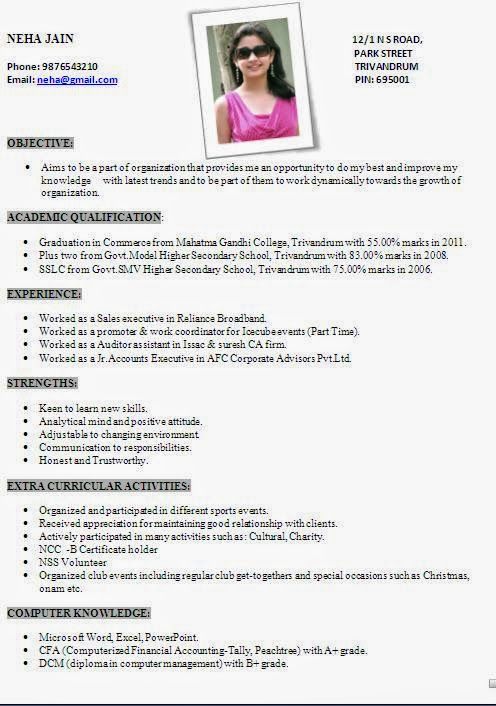 NEHA JAIN
Phone: 9876543210
Email: neha@gmail.com
12/1 N S ROAD,
PARK STREET
TRIVANDRUM
PIN: 695001
OBJECTIVE:
• Aims to be a part of organization that provides me an opportunity to do my best and improve my
knowledge with latest trends and to be part of them to work dynamically towards the growth of
organization.
ACADEMIC QUALIFICATION:
• Graduation in Commerce from Mahatma Gandhi College, Trivandrum with 55.00% marks in 2011.
• Plus two from Govt.Model Higher Secondary School, Trivandrum with 83.00% marks in 2008.
• SSLC from Govt.SMV Higher Secondary School, Trivandrum with 75.00% marks in 2006.
EXPERIENCE:
• Worked as a Sales executive in Reliance Broadband.
• Worked as a promoter & work coordinator for Icecube events (Part Time).
• Worked as a Auditor assistant in Issac & suresh CA firm.
• Worked as a Jr.Accounts Executive in AFC Corporate Advisors Pvt.Ltd.
STRENGTHS:
• Keen to learn new skills.
• Analytical mind and positive attitude.
• Adjustable to changing environment.
• Communication to responsibilities.
• Honest and Trustworthy.
EXTRA CURRICULAR ACTIVITIES:
• Organized and participated in different sports events.
• Received appreciation for maintaining good relationship with clients.
• Actively participated in many activities such as: Cultural, Charity.
• NCC -B Certificate holder
• NSS Volunteer
• Organized club events including regular club get-togethers and special occasions such as Christmas,
onam etc.
COMPUTER KNOWLEDGE:
• Microsoft Word, Excel, PowerPoint.
• CFA (Computerized Financial Accounting-Tally, Peachtree) with A+ grade.
• DCM (diploma in computer management) with B+ grade.